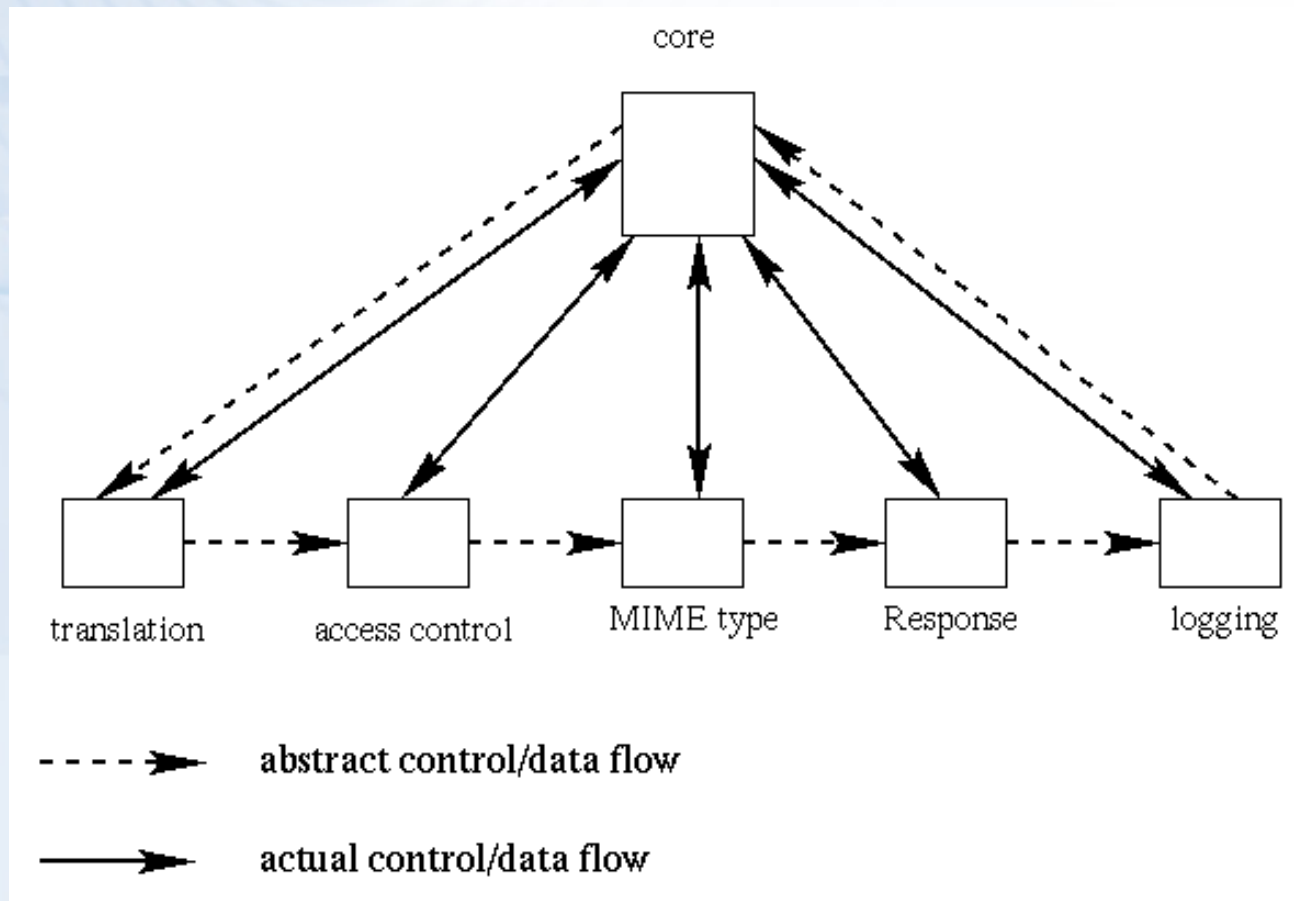 core
translation
access control
MIME type
Response
logging
abstract control/data flow
actual control/data flow